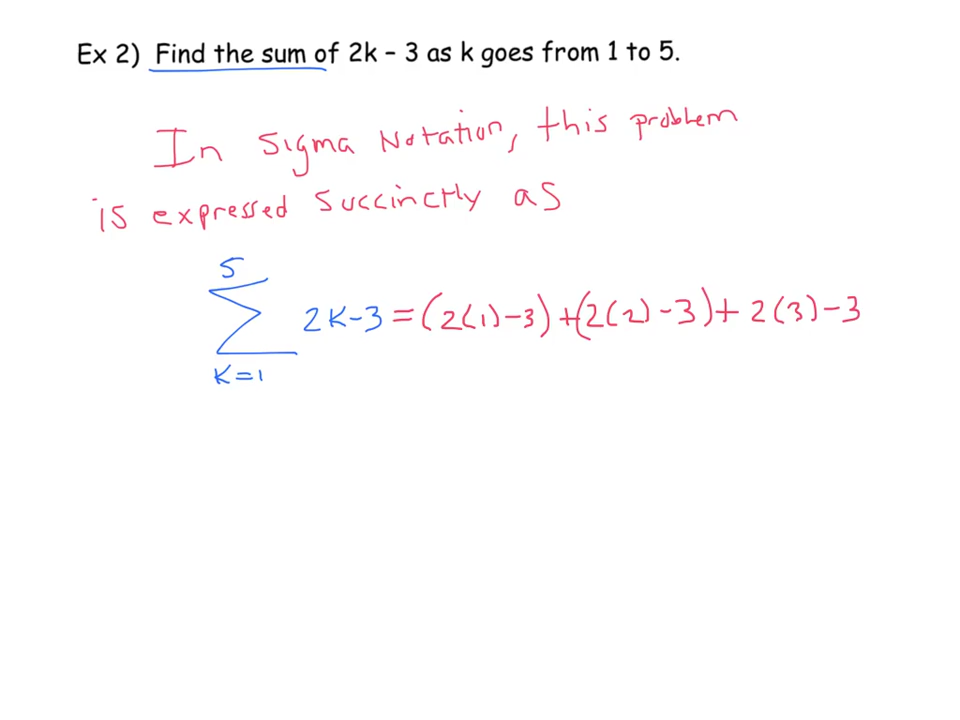 Ex 2) Find the sum of 2k – 3 as k goes from 1 to 5.
In Sigma Notation, this problem
is expressed succinctly as
5
∑ 2K-3 = (2(1)-3) + (2(2)-3) + 2(3)-3
K=1